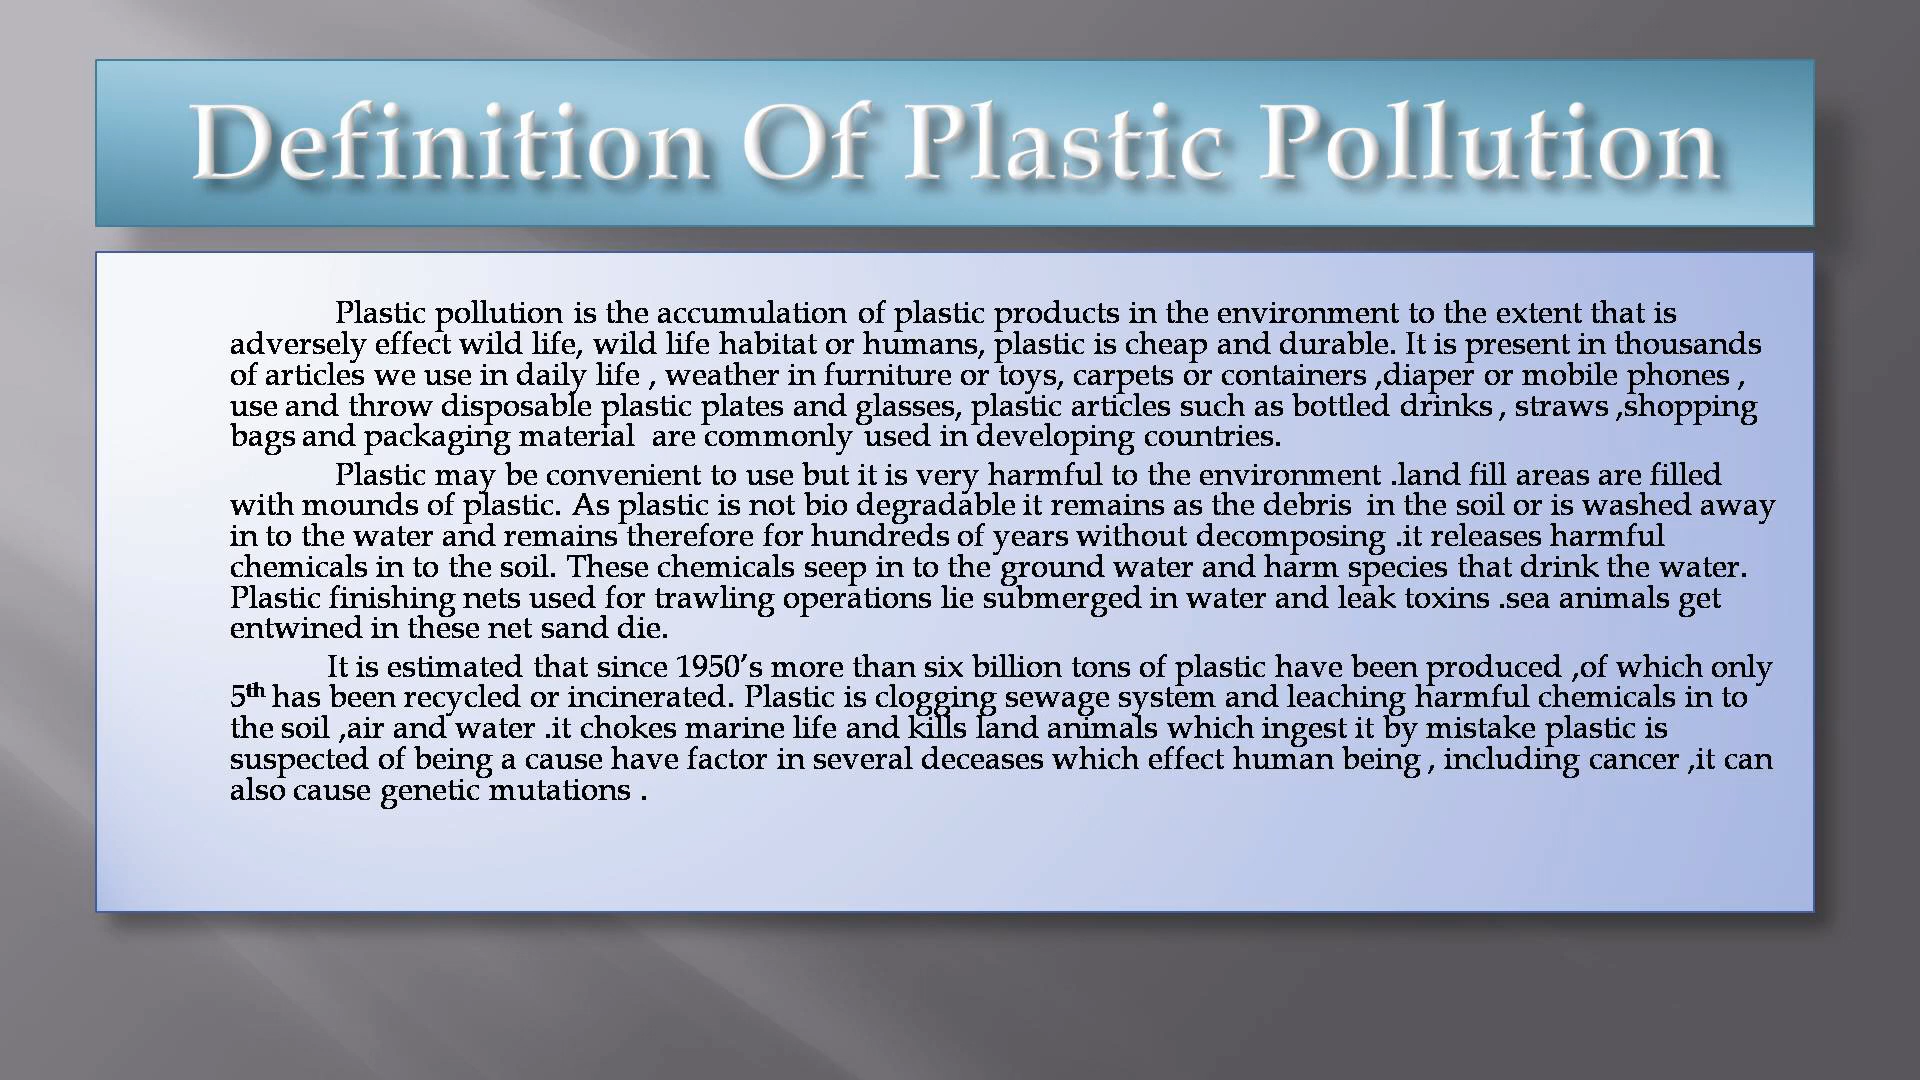 Definition Of Plastic Pollution
Plastic pollution is the accumulation of plastic products in the environment to the extent that is
adversely effect wild life, wild life habitat or humans, plastic is cheap and durable. It is present in thousands
of articles we use in daily life , weather in furniture or toys, carpets or containers ,diaper or mobile phones ,
use and throw disposable plastic plates and glasses, plastic articles such as bottled drinks , straws ,shopping
bags and packaging material  are commonly used in developing countries.
Plastic may be convenient to use but it is very harmful to the environment .land fill areas are filled
with mounds of plastic. As plastic is not bio degradable it remains as the debris  in the soil or is washed away
in to the water and remains therefore for hundreds of years without decomposing .it releases harmful
chemicals in to the soil. These chemicals seep in to the ground water and harm species that drink the water.
Plastic finishing nets used for trawling operations lie submerged in water and leak toxins .sea animals get
entwined in these net sand die.
It is estimated that since 1950’s more than six billion tons of plastic have been produced ,of which only
5th has been recycled or incinerated. Plastic is clogging sewage system and leaching harmful chemicals in to
the soil ,air and water .it chokes marine life and kills land animals which ingest it by mistake plastic is
suspected of being a cause have factor in several deceases which effect human being , including cancer ,it can
also cause genetic mutations .